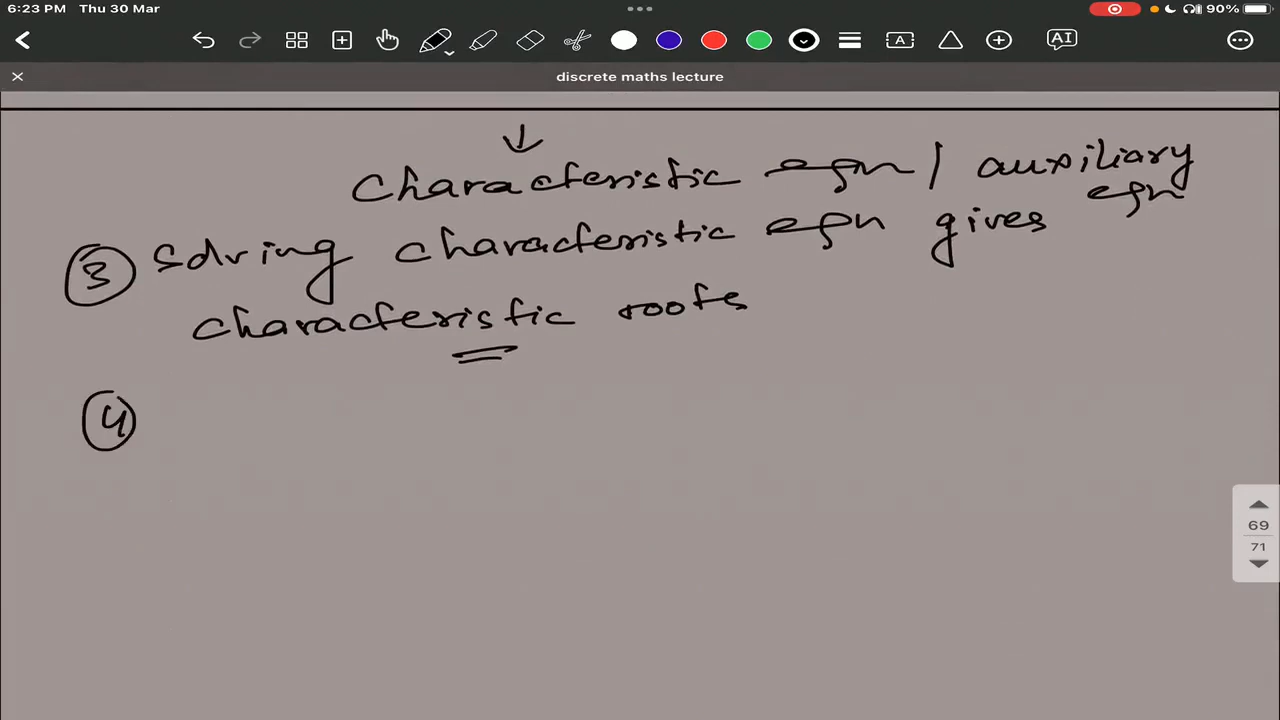 6:23 PM Thu 30 Mar
90%
A
AI
discrete maths lecture
↓
characteristic eqn / auxiliary eqn
③ Solving characteristic eqn gives
characteristic roots
④
69
71